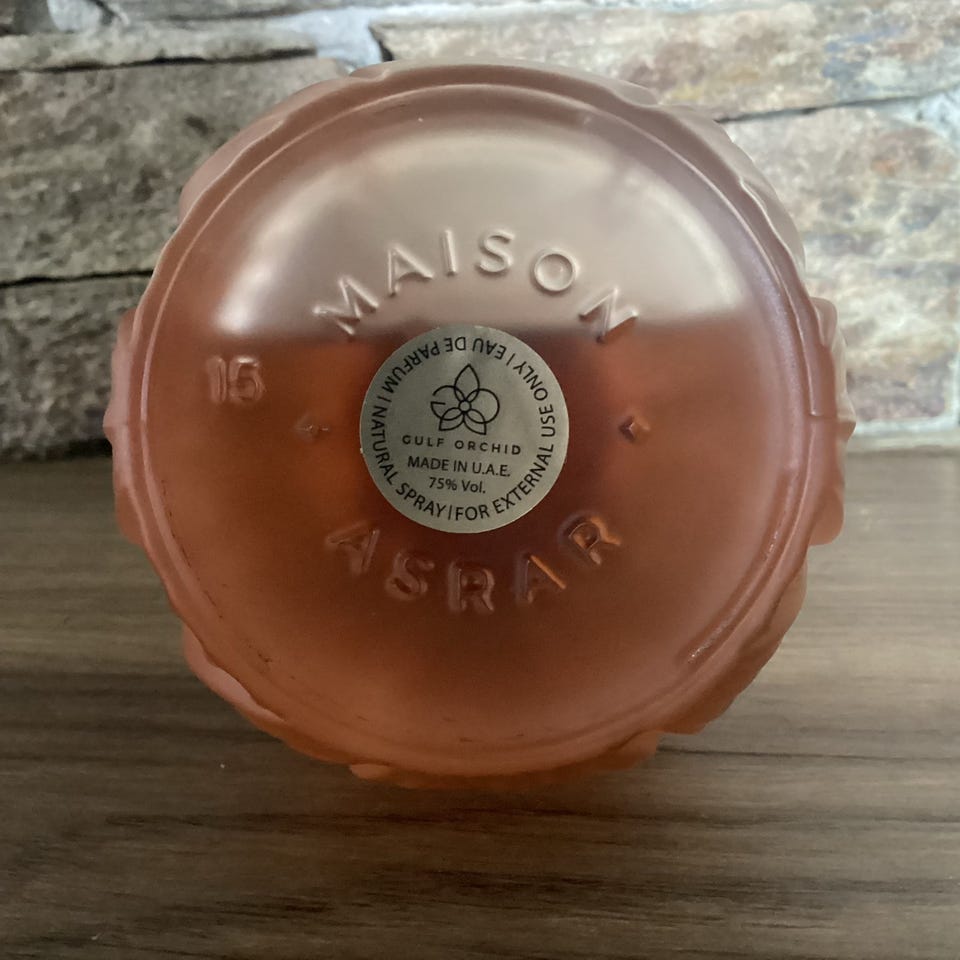 MAISON
15
EAU DE PARFUM | NATURAL SPRAY | FOR EXTERNAL USE ONLY |
GULF ORCHID
MADE IN U.A.E.
75% Vol.
ASRAR